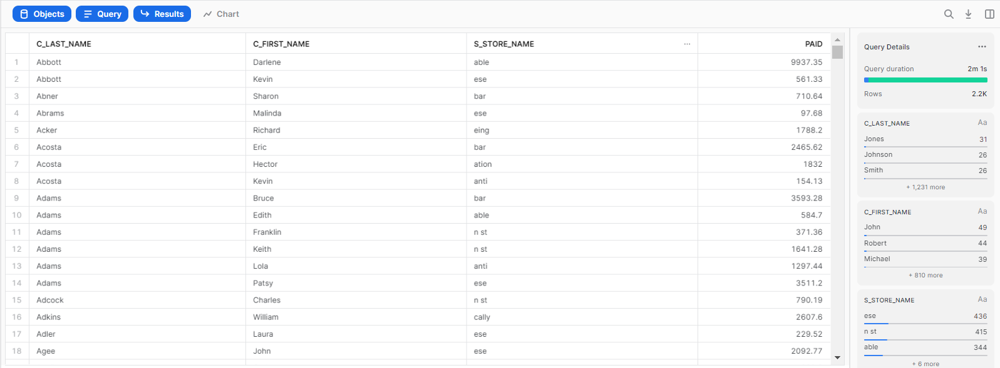 Objects Query Results Chart
C_LAST_NAME C_FIRST_NAME S_STORE_NAME ... PAID
1 Abbott Darlene able 9937.35
2 Abbott Kevin ese 561.33
3 Abner Sharon bar 710.64
4 Abrams Malinda ese 97.68
5 Acker Richard eing 1788.2
6 Acosta Eric bar 2465.62
7 Acosta Hector ation 1832
8 Acosta Kevin anti 154.13
9 Adams Bruce bar 3593.28
10 Adams Edith able 584.7
11 Adams Franklin n st 371.36
12 Adams Keith n st 1641.28
13 Adams Lola anti 1297.44
14 Adams Patsy ese 3511.2
15 Adcock Charles n st 790.19
16 Adkins William cally 2607.6
17 Adler Laura ese 229.52
18 Agee John ese 2092.77
Query Details ...
Query duration 2m 1s
Rows 2.2K
C_LAST_NAME Aa
Jones 31
Johnson 26
Smith 26
+ 1,231 more
C_FIRST_NAME Aa
John 49
Robert 44
Michael 39
+ 810 more
S_STORE_NAME Aa
ese 436
n st 415
able 344
+ 6 more